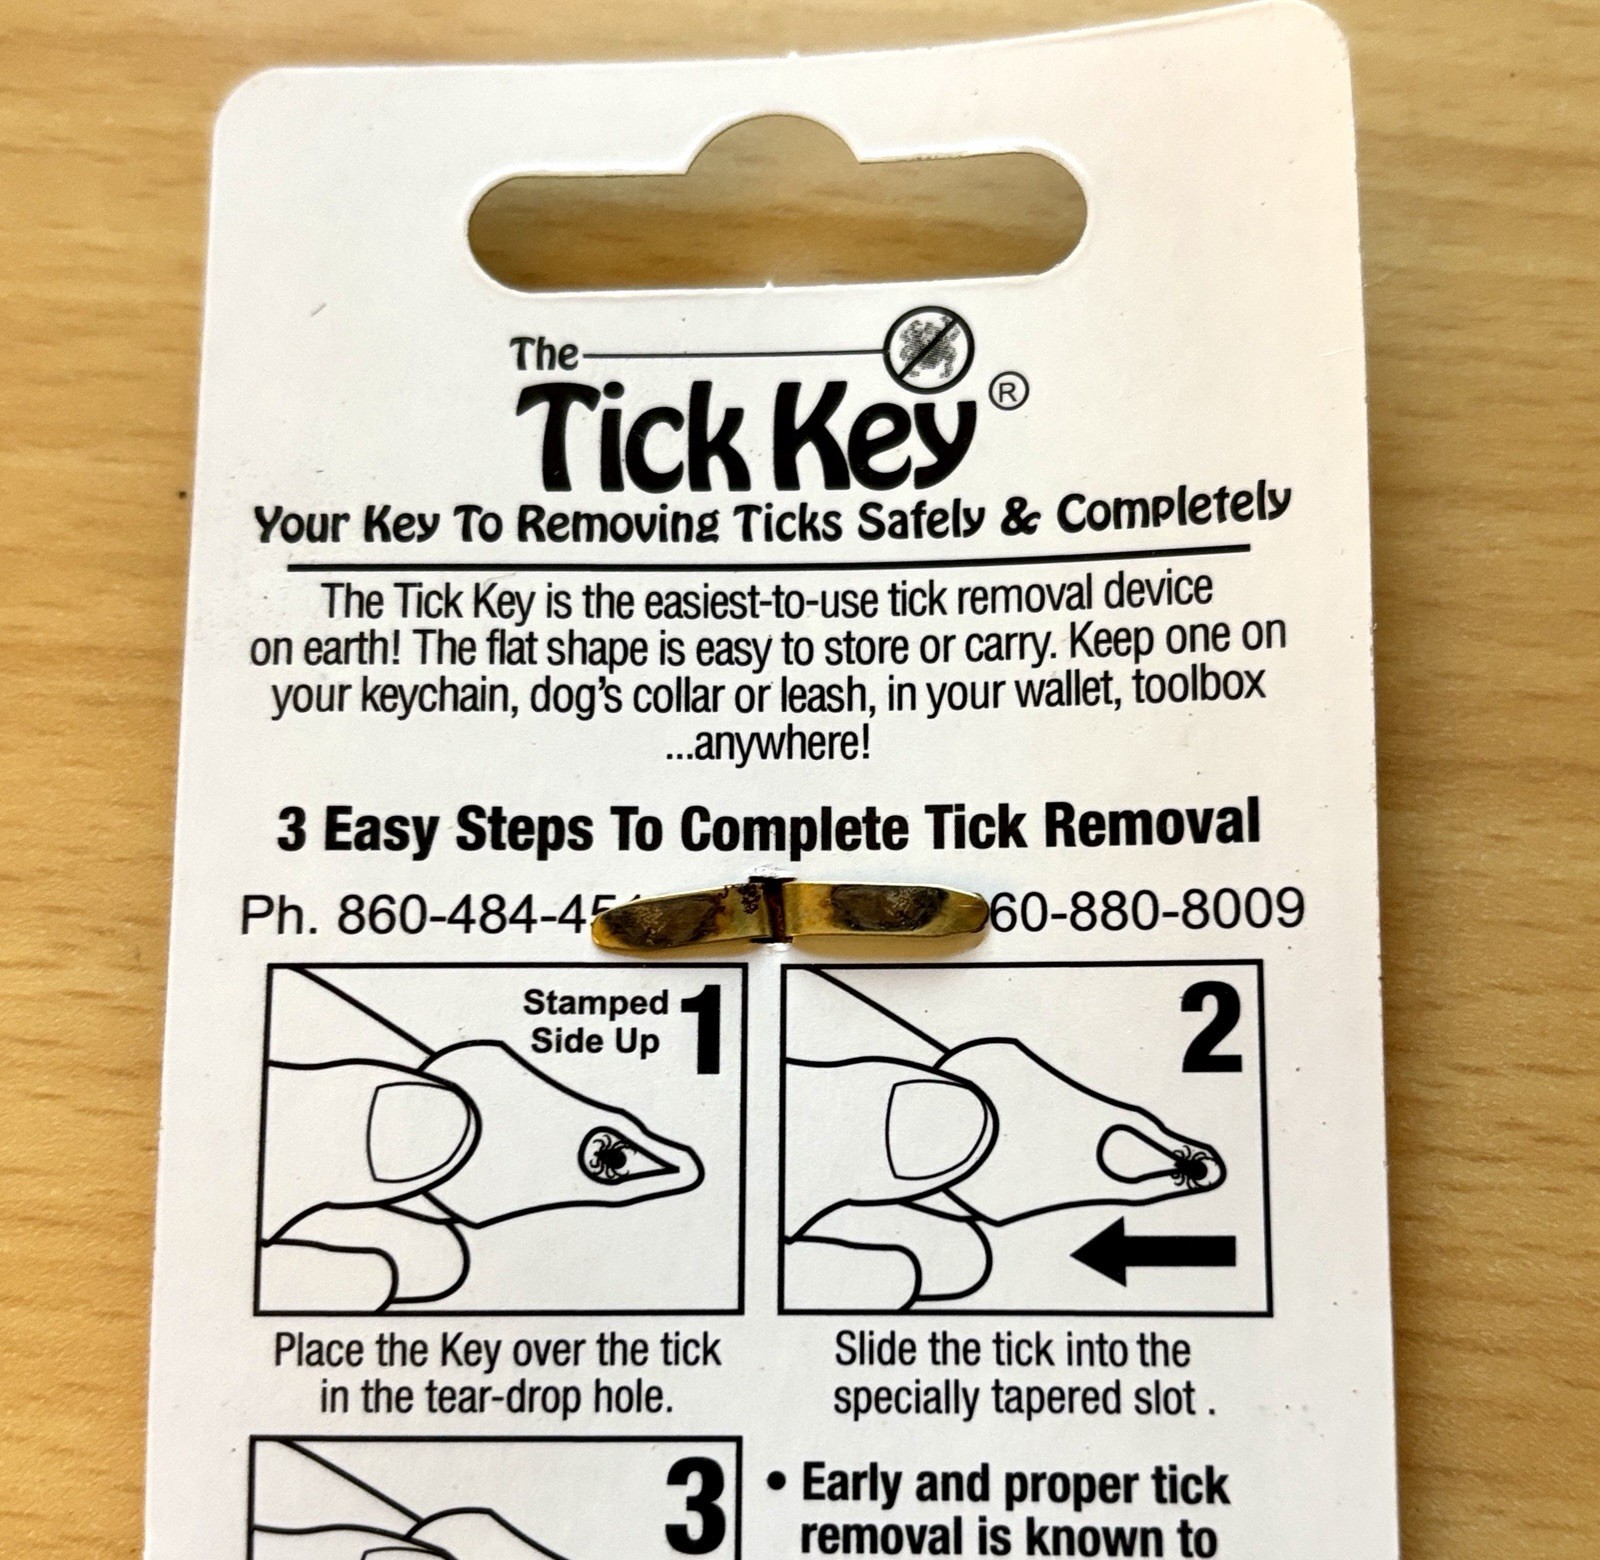 The
Tick Key®
Your Key To Removing Ticks Safely & Completely
The Tick Key is the easiest-to-use tick removal device
on earth! The flat shape is easy to store or carry. Keep one on
your keychain, dog's collar or leash, in your wallet, toolbox
...anywhere!
3 Easy Steps To Complete Tick Removal
Ph. 860-484-45 60-880-8009
Stamped
Side Up
1
2
Place the Key over the tick
in the tear-drop hole.
Slide the tick into the
specially tapered slot .
3
• Early and proper tick
removal is known to